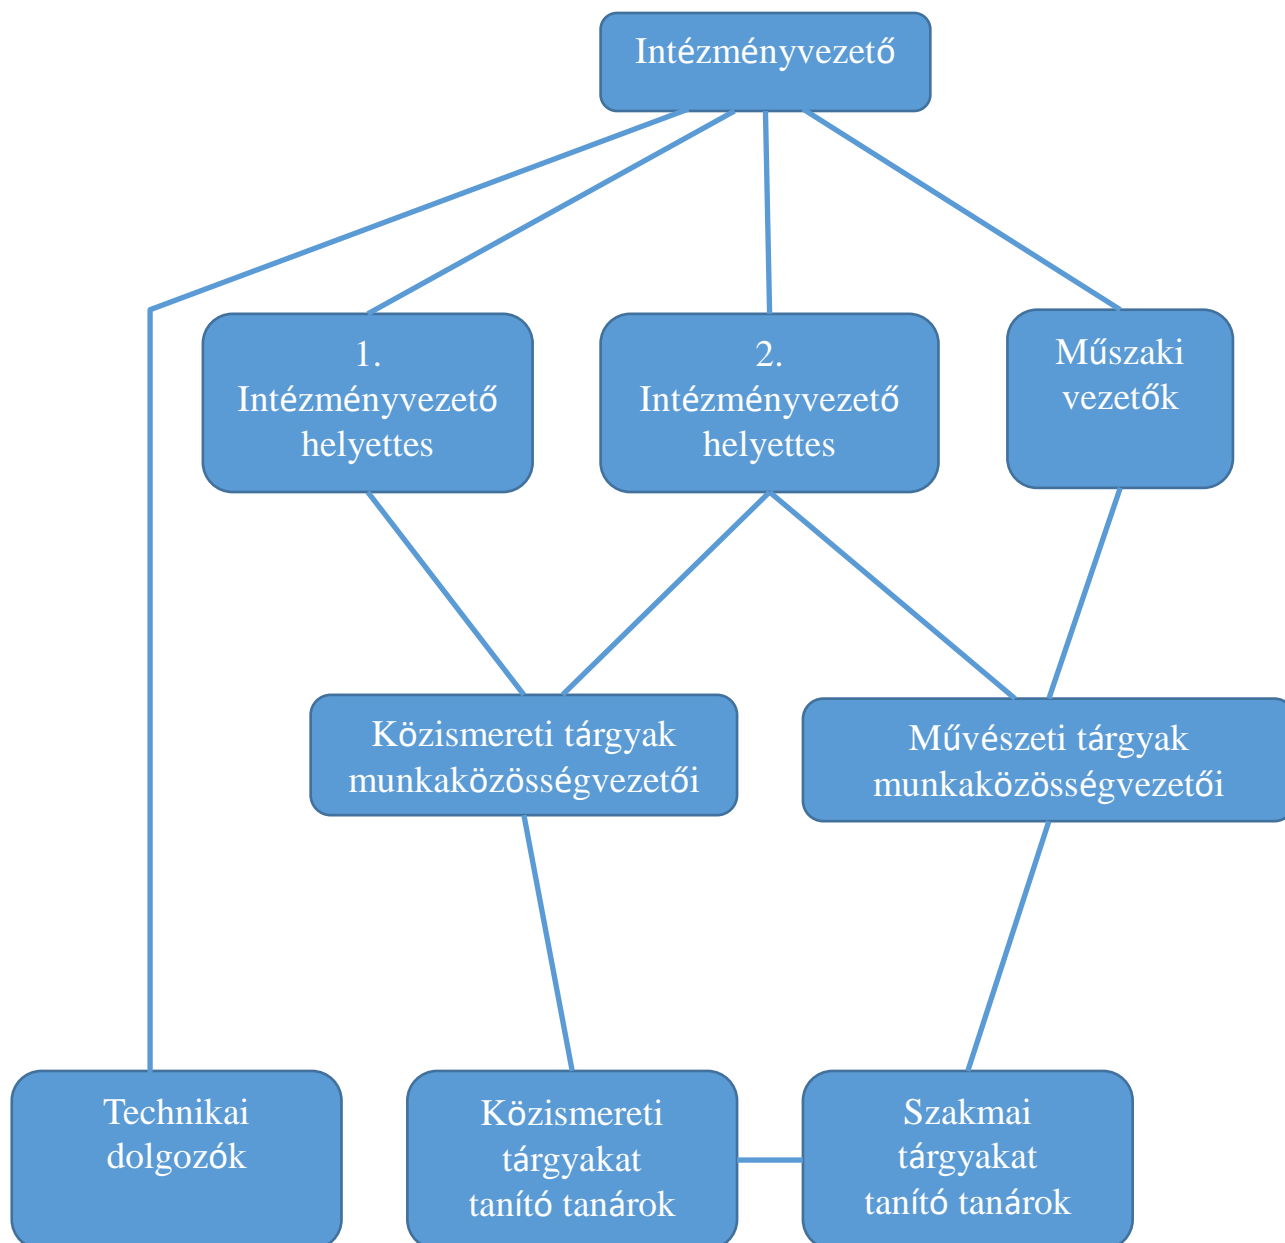 Intézményvezető
1.
Intézményvezető
helyettes
2.
Intézményvezető
helyettes
Műszaki
vezetők
Közismereti tárgyak
munkaközösségvezetői
Művészeti tárgyak
munkaközösségvezetői
Technikai
dolgozók
Közismereti
tárgyakat
tanító tanárok
Szakmai
tárgyakat
tanító tanárok